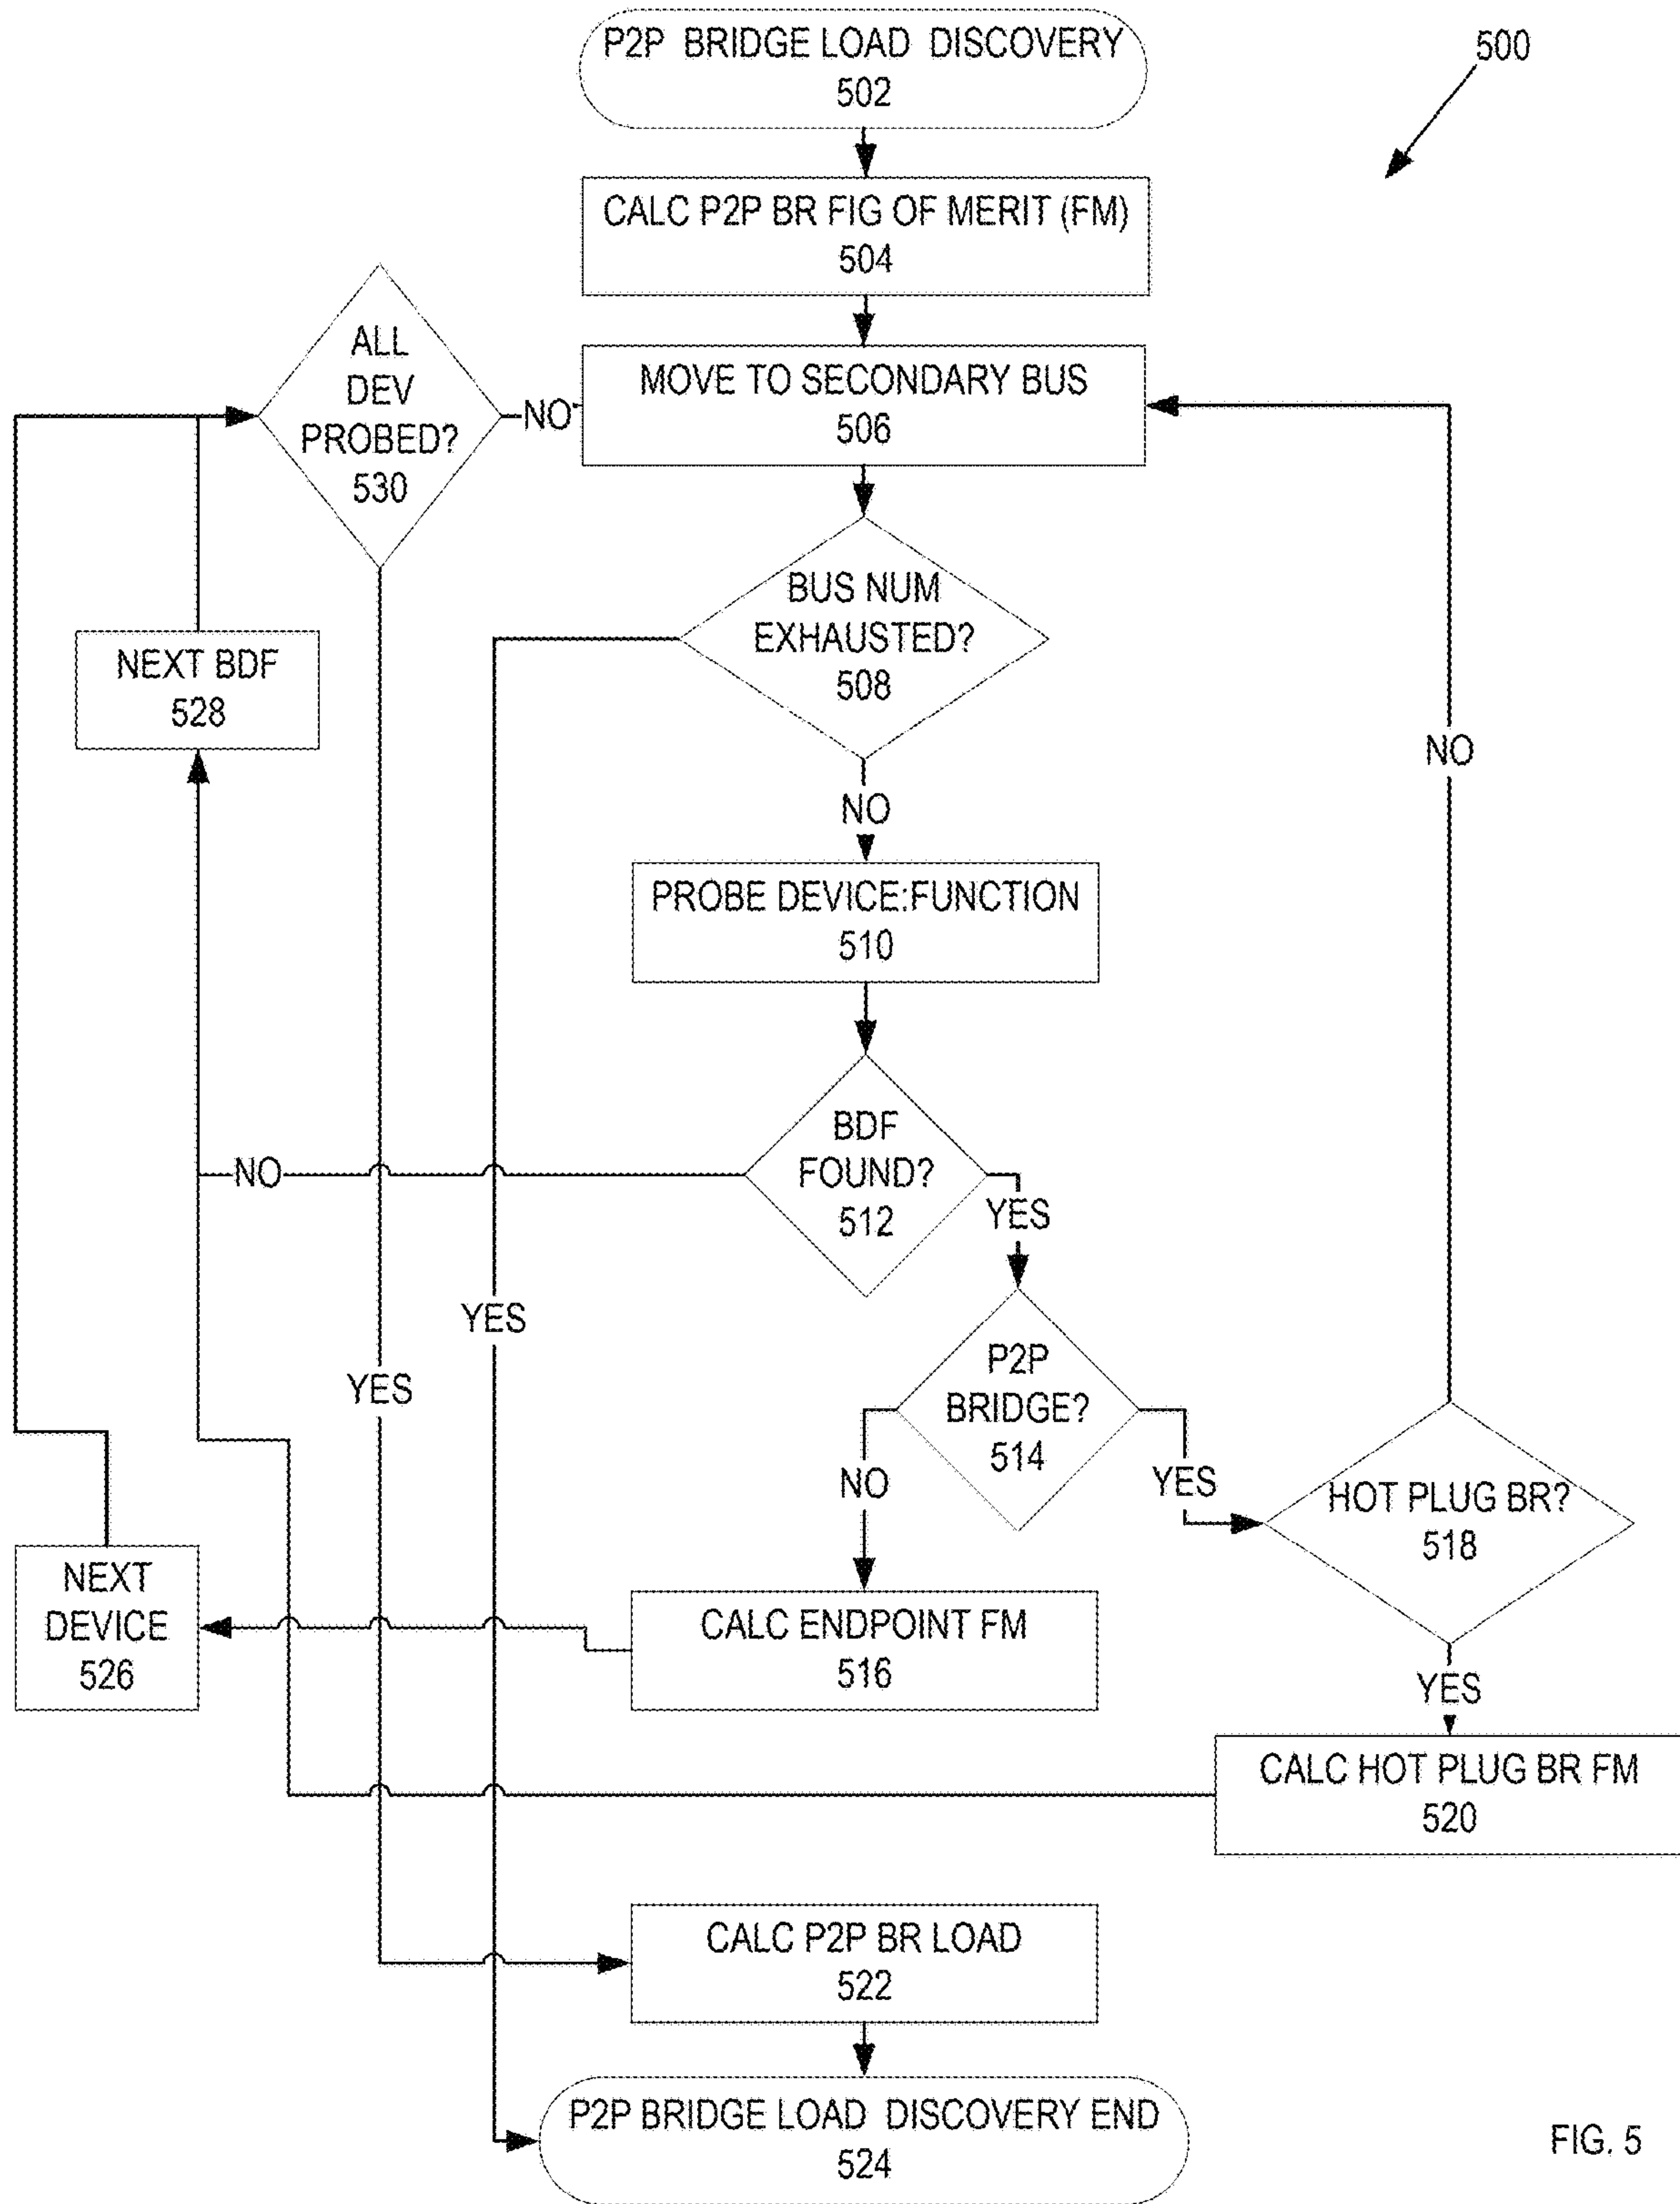 P2P BRIDGE LOAD DISCOVERY
502
500
CALC P2P BR FIG OF MERIT (FM)
504
ALL
DEV
PROBED?
530
NO
MOVE TO SECONDARY BUS
506
BUS NUM
EXHAUSTED?
508
NEXT BDF
528
NO
NO
PROBE DEVICE:FUNCTION
510
BDF
FOUND?
512
NO
YES
YES
P2P
BRIDGE?
514
YES
NO
YES
HOT PLUG BR?
518
NEXT
DEVICE
526
CALC ENDPOINT FM
516
YES
CALC HOT PLUG BR FM
520
CALC P2P BR LOAD
522
P2P BRIDGE LOAD DISCOVERY END
524
FIG. 5